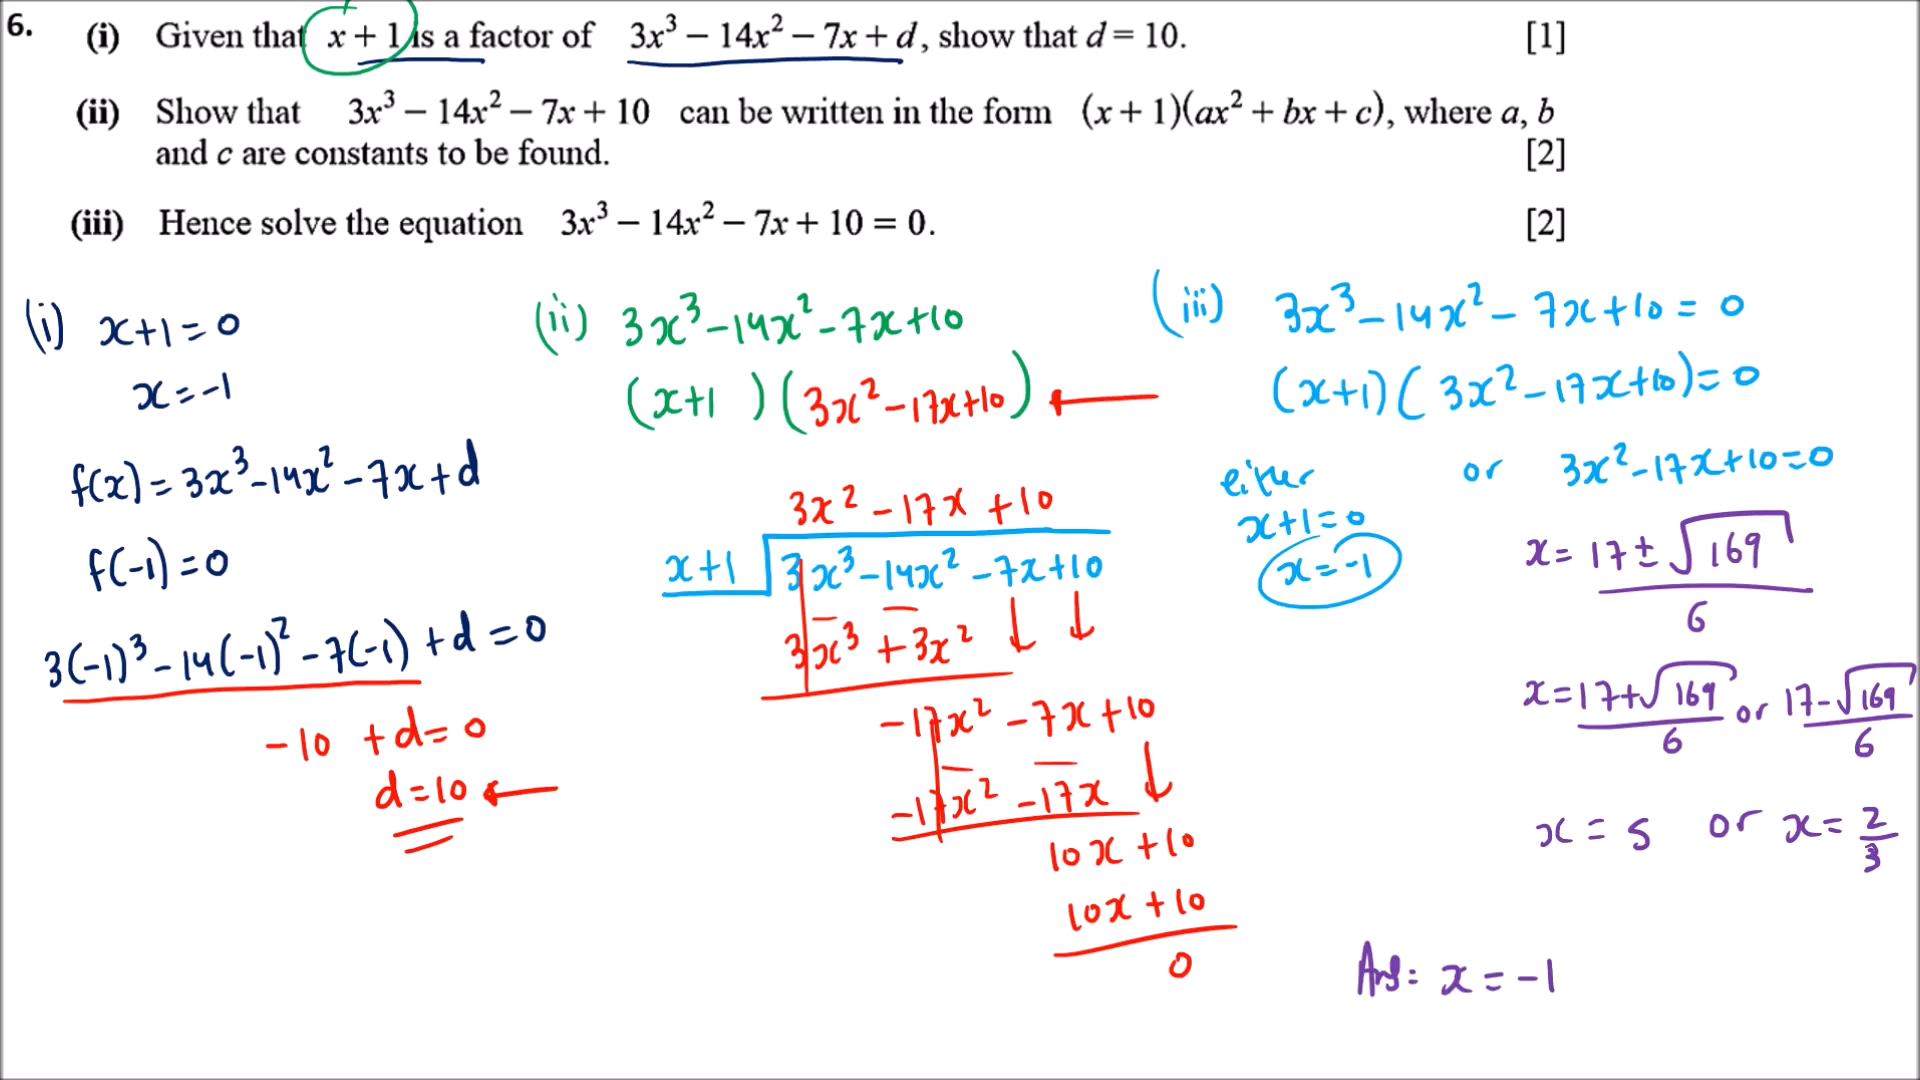 6. (i) Given that x + 1 is a factor of 3x³ − 14x² − 7x + d, show that d = 10. [1]
(ii) Show that 3x³ − 14x² − 7x + 10 can be written in the form (x + 1)(ax² + bx + c), where a, b
and c are constants to be found. [2]
(iii) Hence solve the equation 3x³ − 14x² − 7x + 10 = 0. [2]
(i) x+1=0
x=-1
f(x)=3x³-14x²-7x+d
f(-1)=0
3(-1)³-14(-1)²-7(-1)+d=0
-10 +d=0
d=10
(ii) 3x³-14x²-7x+10
(x+1)(3x²-17x+10)
3x²-17x+10
x+1 3x³-14x²-7x+10
3x³+3x²
-17x²-7x+10
-17x²-17x
10x+10
10x+10
0
(iii) 3x³-14x²-7x+10=0
(x+1)(3x²-17x+10)=0
either or 3x²-17x+10=0
x+1=0
x=-1
x=17±√169
6
x=17+√169 or 17-√169
6 6
x=5 or x=2
3
Ans: x=-1